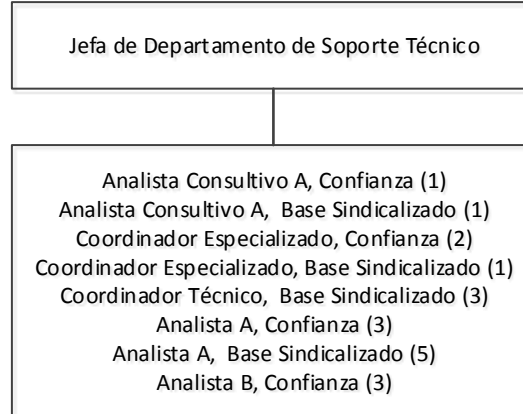 Jefa de Departamento de Soporte Técnico
Analista Consultivo A, Confianza (1)
Analista Consultivo A, Base Sindicalizado (1)
Coordinador Especializado, Confianza (2)
Coordinador Especializado, Base Sindicalizado (1)
Coordinador Técnico, Base Sindicalizado (3)
Analista A, Confianza (3)
Analista A, Base Sindicalizado (5)
Analista B, Confianza (3)